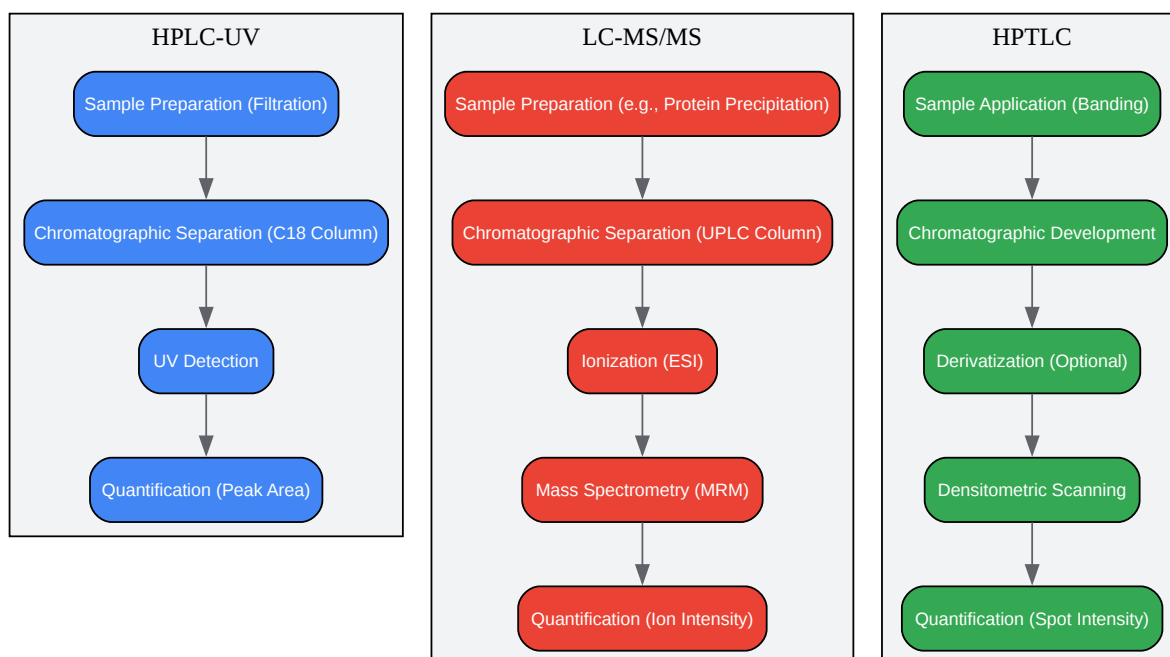 HPLC-UV
Sample Preparation (Filtration)
Chromatographic Separation (C18 Column)
UV Detection
Quantification (Peak Area)
LC-MS/MS
Sample Preparation (e.g., Protein Precipitation)
Chromatographic Separation (UPLC Column)
Ionization (ESI)
Mass Spectrometry (MRM)
Quantification (Ion Intensity)
HPTLC
Sample Application (Banding)
Chromatographic Development
Derivatization (Optional)
Densitometric Scanning
Quantification (Spot Intensity)